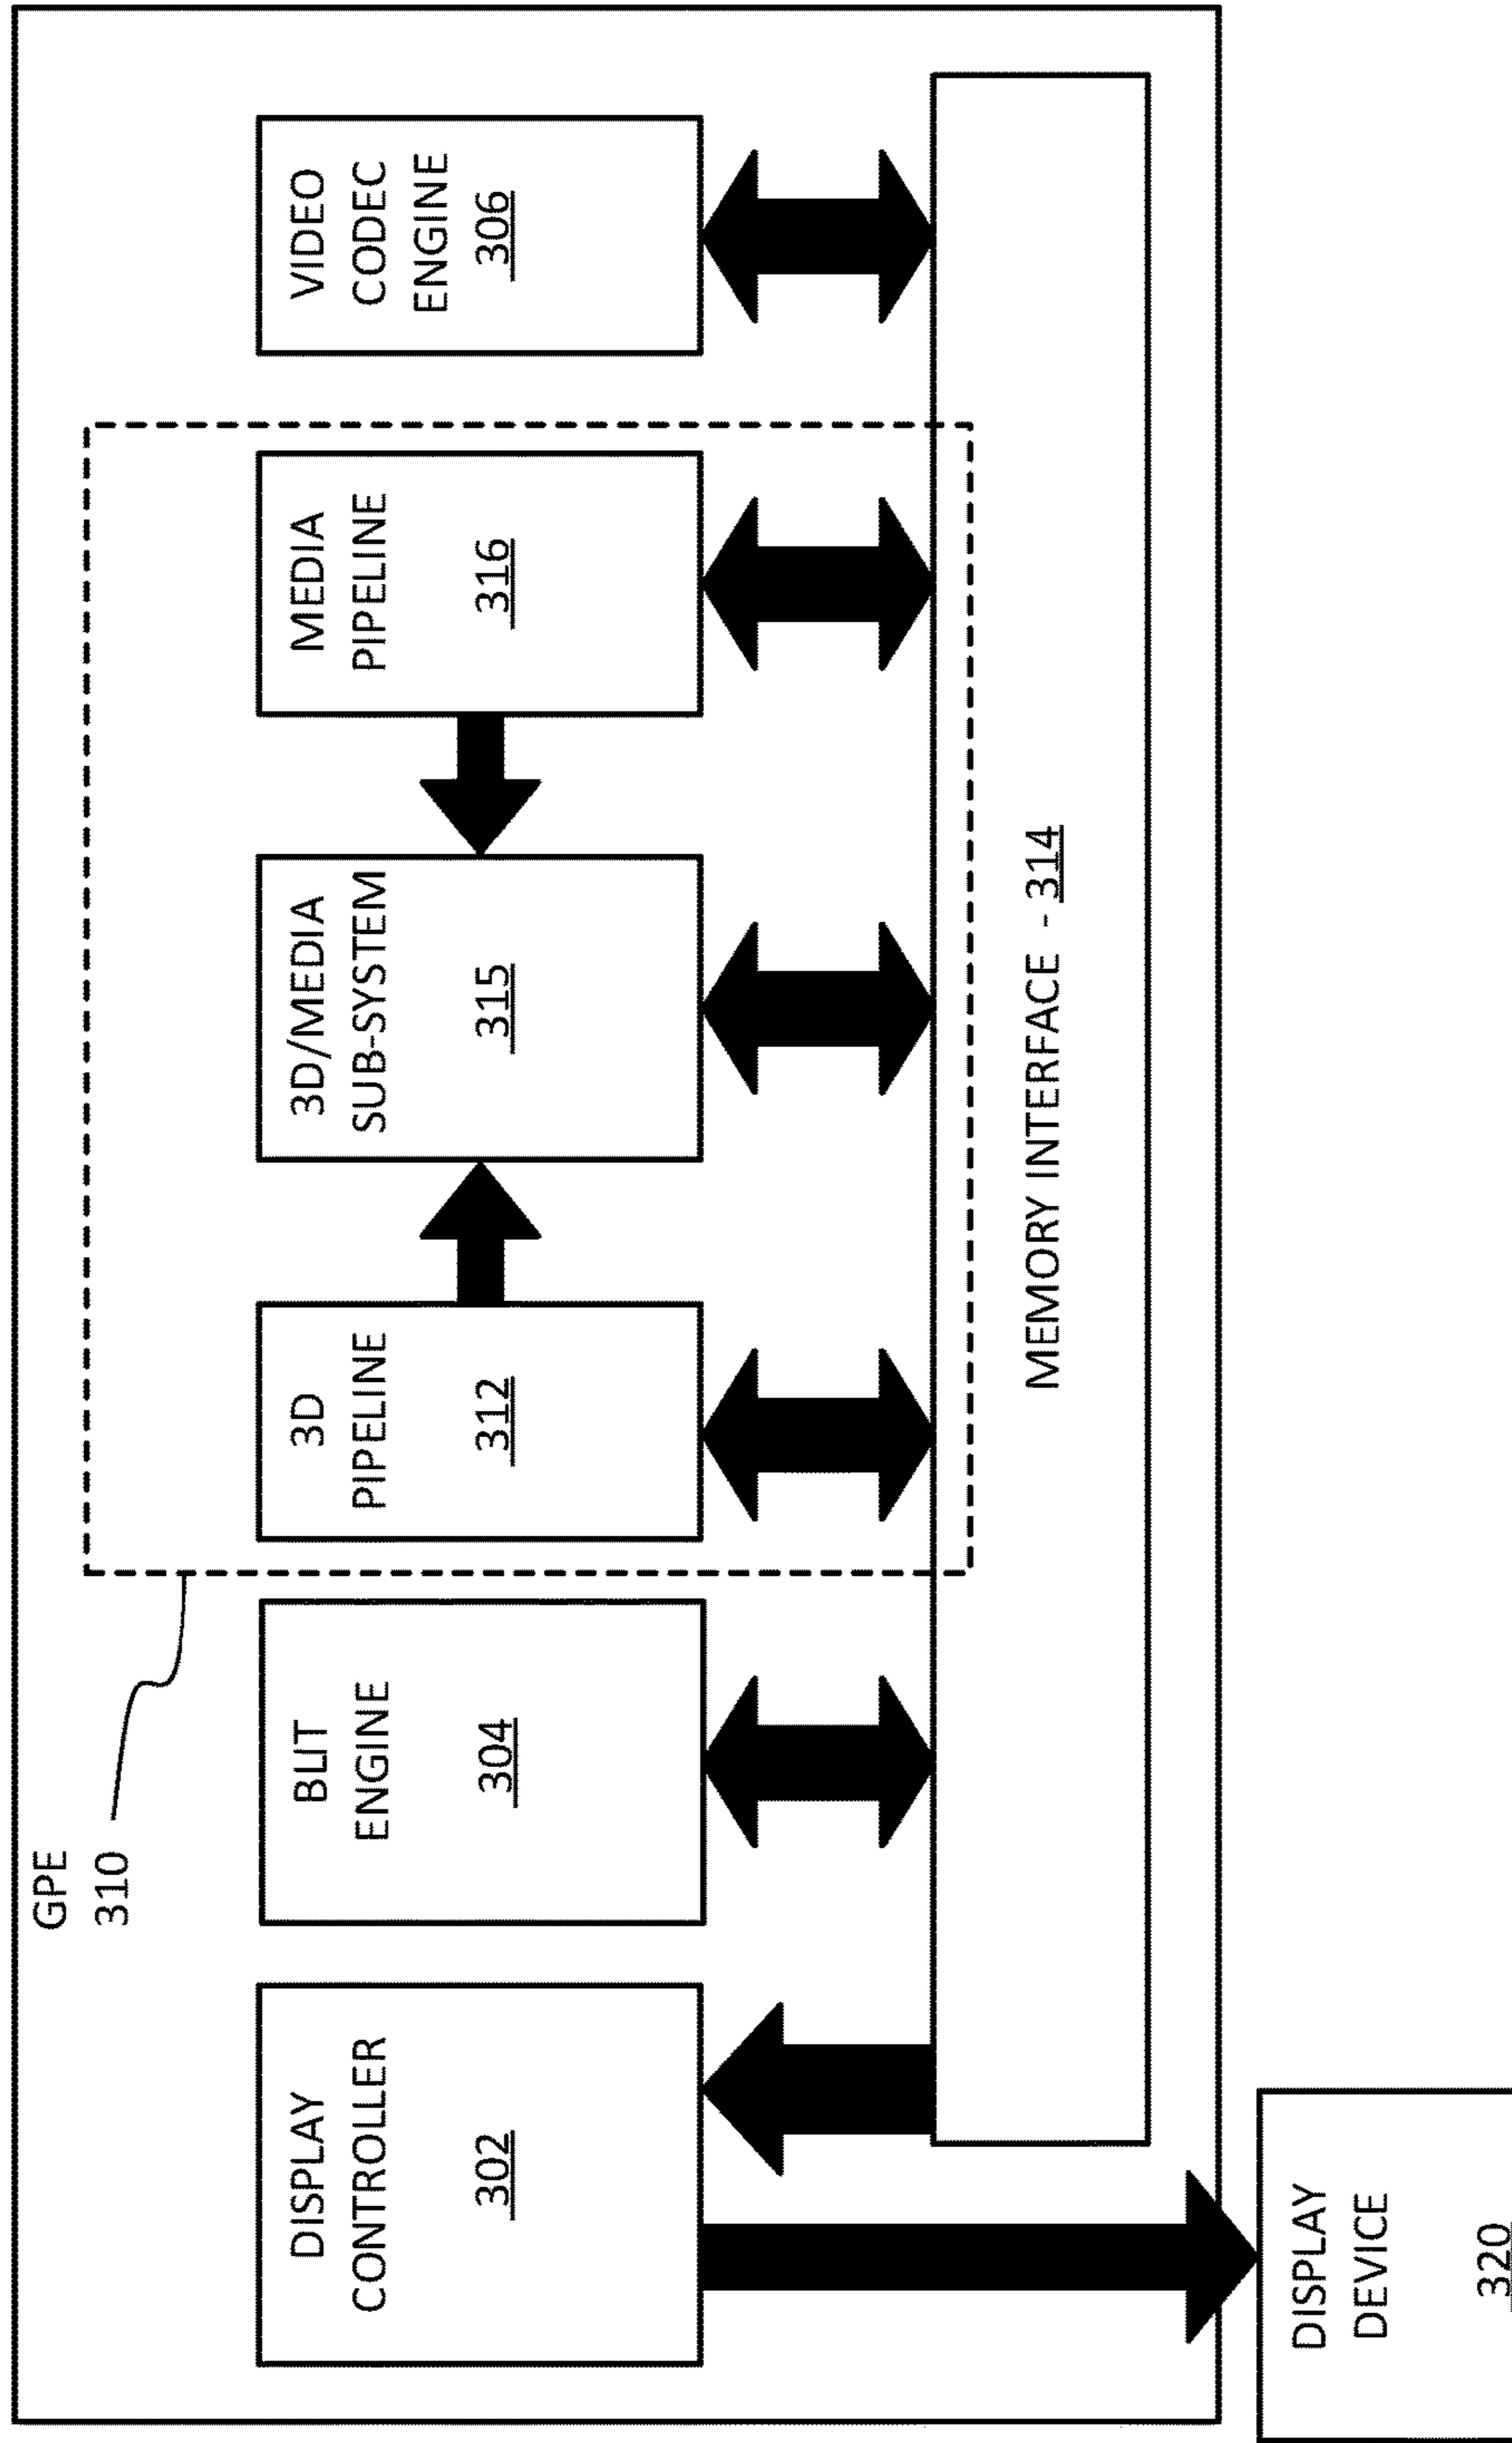 GPE
310
DISPLAY
CONTROLLER
302
BLIT
ENGINE
304
3D
PIPELINE
312
3D/MEDIA
SUB-SYSTEM
315
MEDIA
PIPELINE
316
VIDEO
CODEC
ENGINE
306
MEMORY INTERFACE - 314
DISPLAY
DEVICE
320